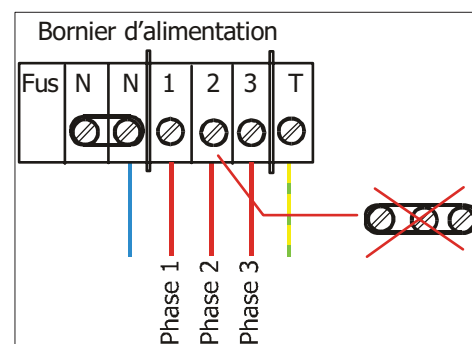 Bornier d’alimentation
Fus N N 1 2 3 T
Phase 1
Phase 2
Phase 3